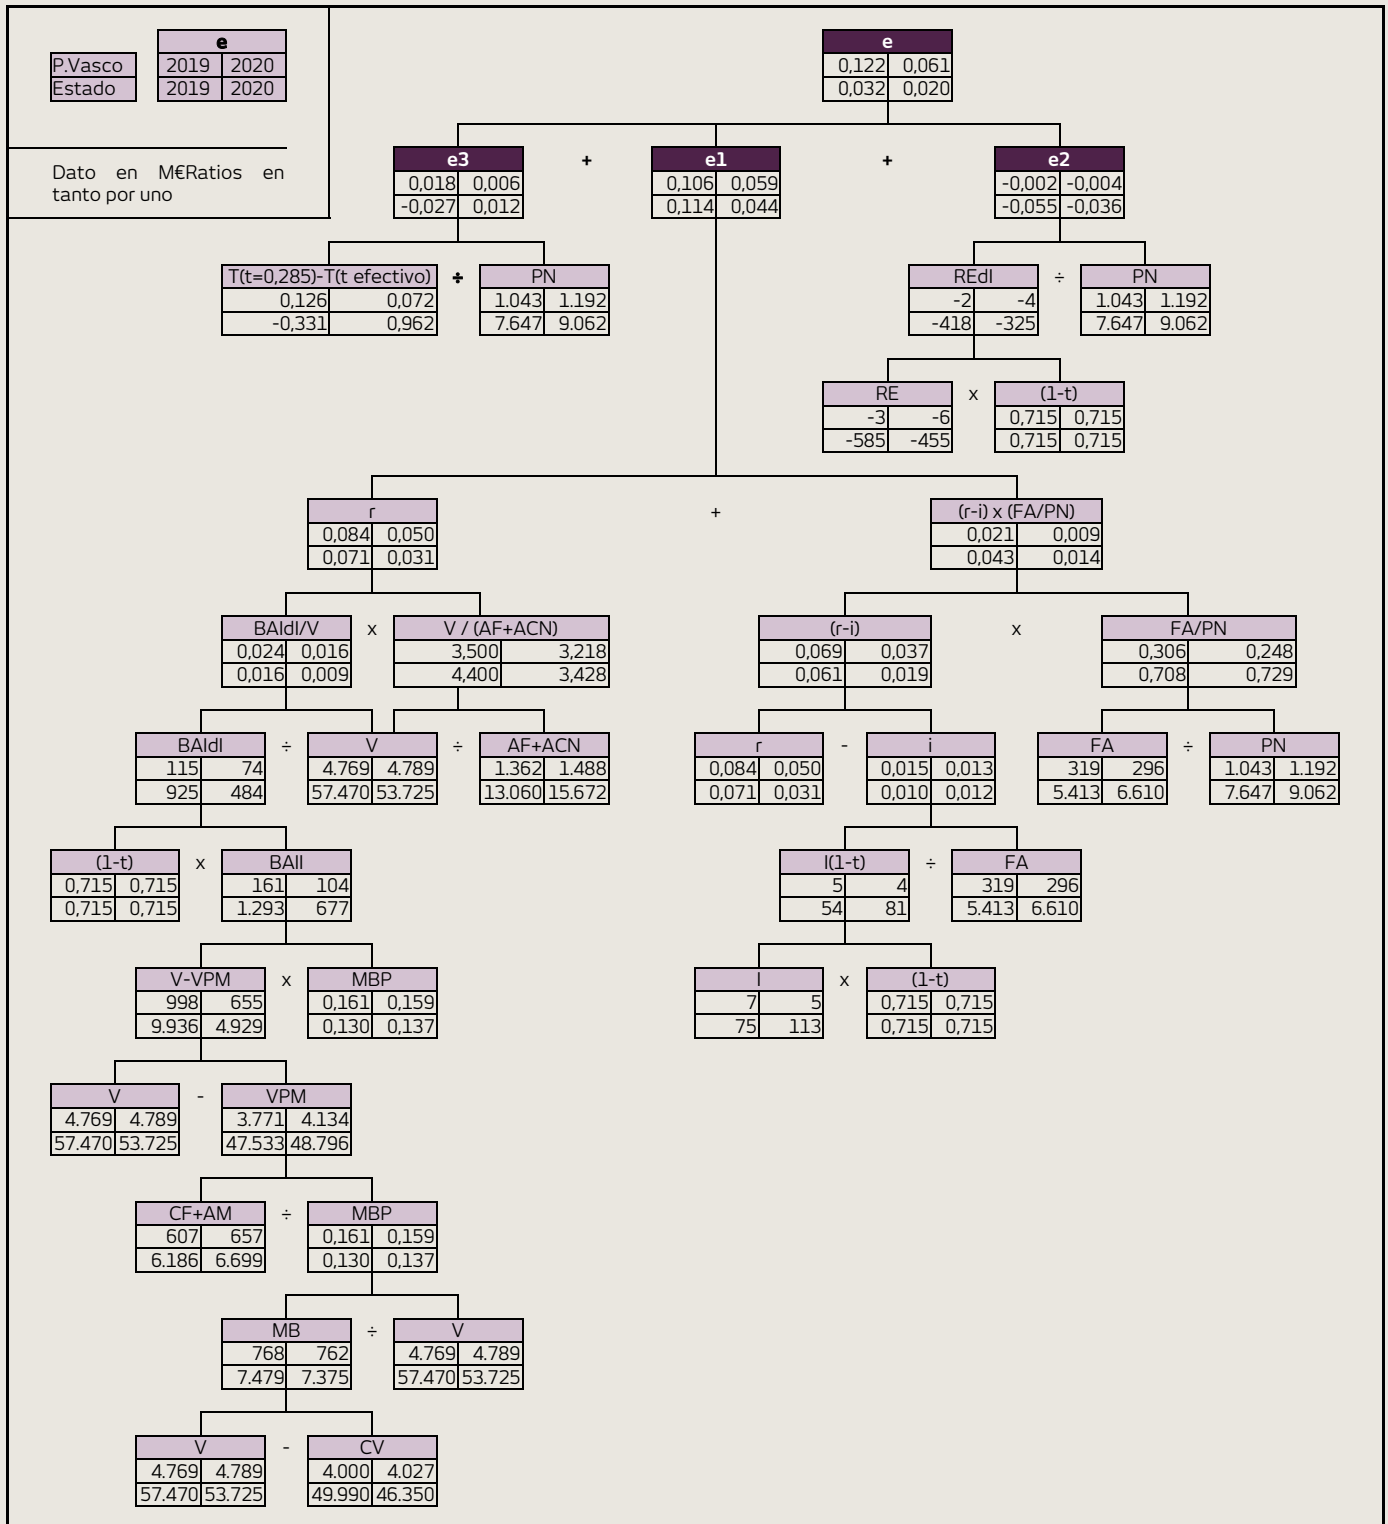 e e
P.Vasco 2019 2020 0,122 0,061
Estado 2019 2020 0,032 0,020
Dato en M€Ratios en
tanto por uno
e3 + e1 + e2
0,018 0,006 0,106 0,059 -0,002 -0,004
-0,027 0,012 0,114 0,044 -0,055 -0,036
T(t=0,285)-T(t efectivo) ÷ PN REdI ÷ PN
0,126 0,072 1.043 1.192 -2 -4 1.043 1.192
-0,331 0,962 7.647 9.062 -418 -325 7.647 9.062
RE x (1-t)
-3 -6 0,715 0,715
-585 -455 0,715 0,715
r + (r-i) x (FA/PN)
0,084 0,050 0,021 0,009
0,071 0,031 0,043 0,014
BAIdI/V x V / (AF+ACN) (r-i) x FA/PN
0,024 0,016 3,500 3,218 0,069 0,037 0,306 0,248
0,016 0,009 4,400 3,428 0,061 0,019 0,708 0,729
BAIdI ÷ V ÷ AF+ACN r - i FA ÷ PN
115 74 4.769 4.789 1.362 1.488 0,084 0,050 0,015 0,013 319 296 1.043 1.192
925 484 57.470 53.725 13.060 15.672 0,071 0,031 0,010 0,012 5.413 6.610 7.647 9.062
(1-t) x BAII I(1-t) ÷ FA
0,715 0,715 161 104 5 4 319 296
0,715 0,715 1.293 677 54 81 5.413 6.610
V-VPM x MBP I x (1-t)
998 655 0,161 0,159 7 5 0,715 0,715
9.936 4.929 0,130 0,137 75 113 0,715 0,715
V - VPM
4.769 4.789 3.771 4.134
57.470 53.725 47.533 48.796
CF+AM ÷ MBP
607 657 0,161 0,159
6.186 6.699 0,130 0,137
MB ÷ V
768 762 4.769 4.789
7.479 7.375 57.470 53.725
V - CV
4.769 4.789 4.000 4.027
57.470 53.725 49.990 46.350